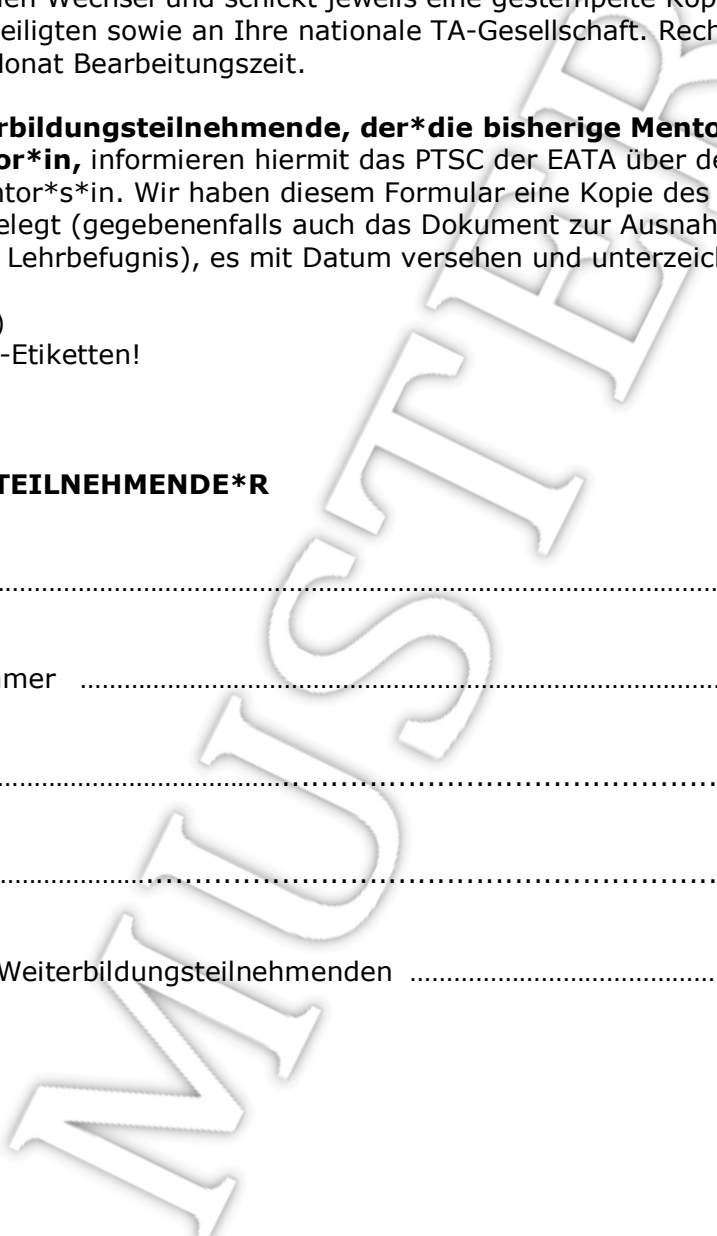 en Wechsel und schickt jeweils eine gestempelte Kop
eiligten sowie an Ihre nationale TA-Gesellschaft. Rech
onat Bearbeitungszeit.
rbildungsteilnehmende, der*die bisherige Mento
or*in, informieren hiermit das PTSC der EATA über de
ntor*s*in. Wir haben diesem Formular eine Kopie des
elegt (gegebenenfalls auch das Dokument zur Ausnah
Lehrbefugnis), es mit Datum versehen und unterzeich
)
-Etiketten!
TEILNEHMENDE*R
mer
Weiterbildungsteilnehmenden
MUSTER